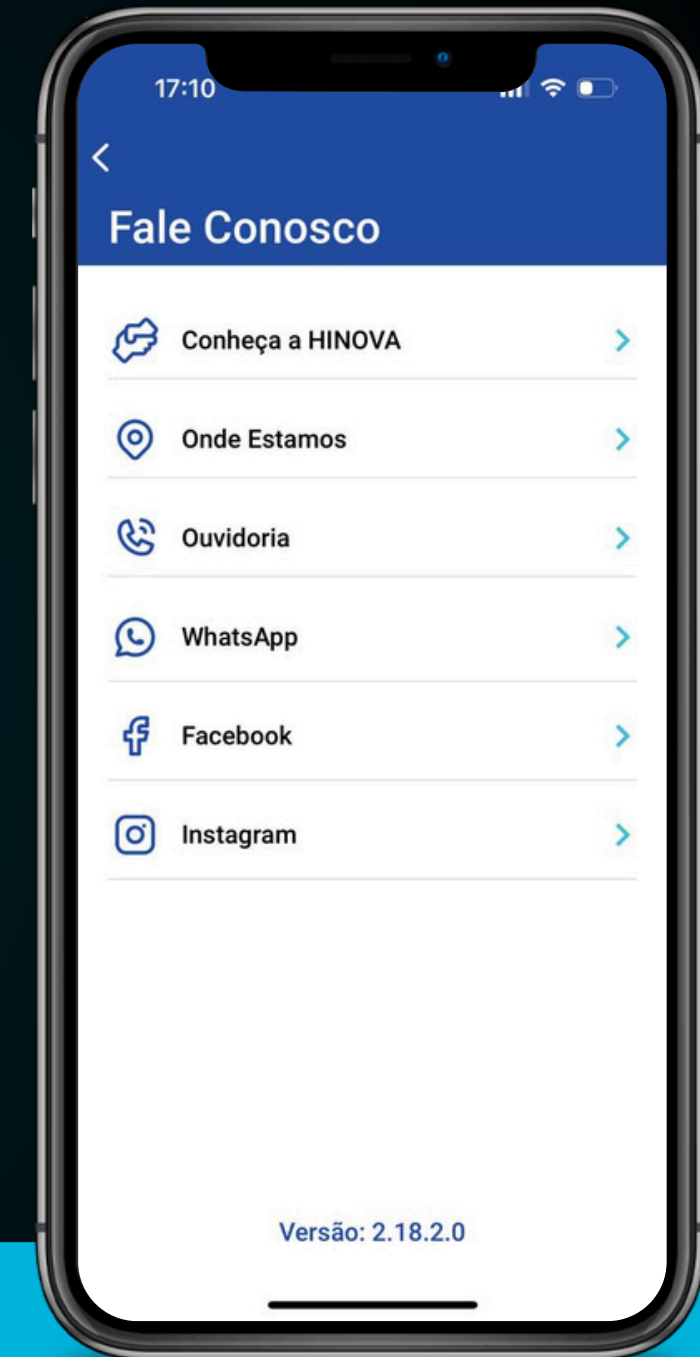 17:10
Fale Conosco
Conheça a HINOVA
Onde Estamos
Ouvidoria
WhatsApp
Facebook
Instagram
Versão: 2.18.2.0